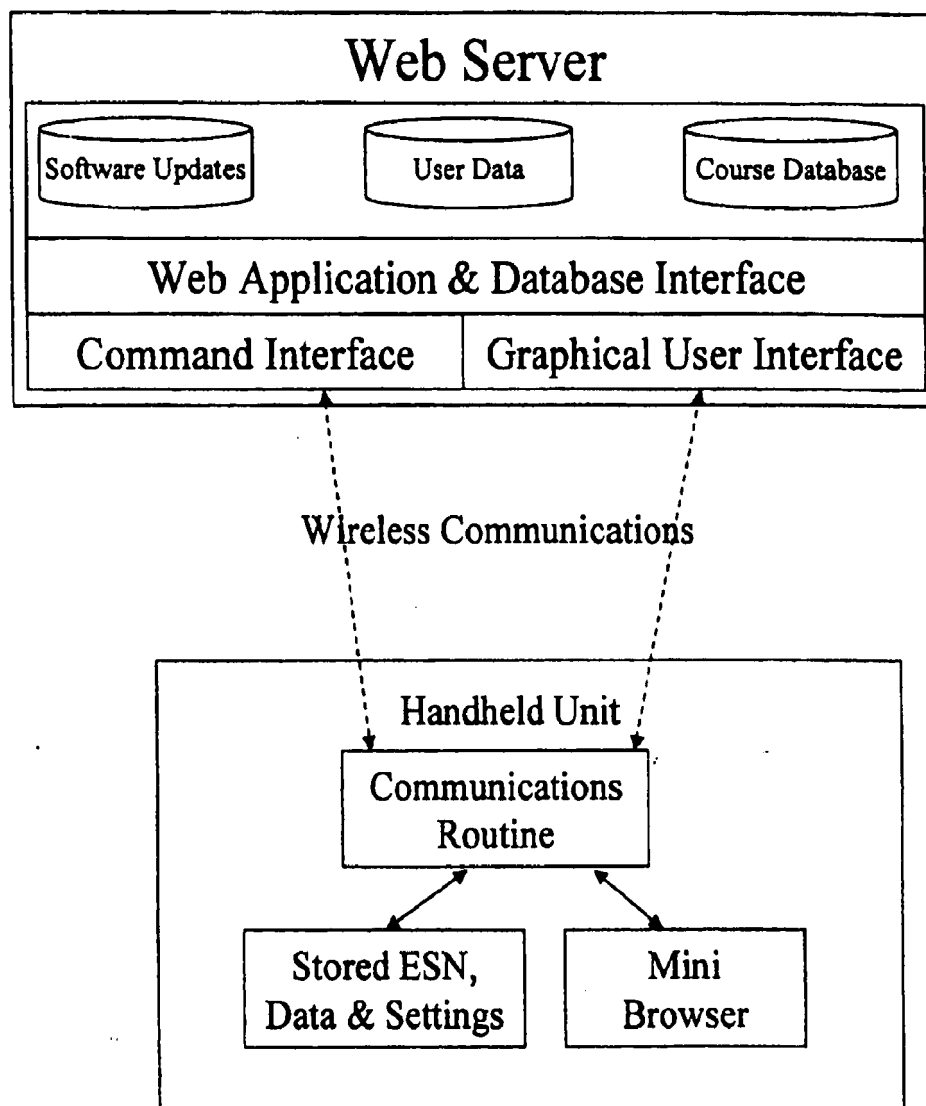 Web Server
Software Updates
User Data
Course Database
Web Application & Database Interface
Command Interface
Graphical User Interface
Wireless Communications
Handheld Unit
Communications
Routine
Stored ESN,
Data & Settings
Mini
Browser